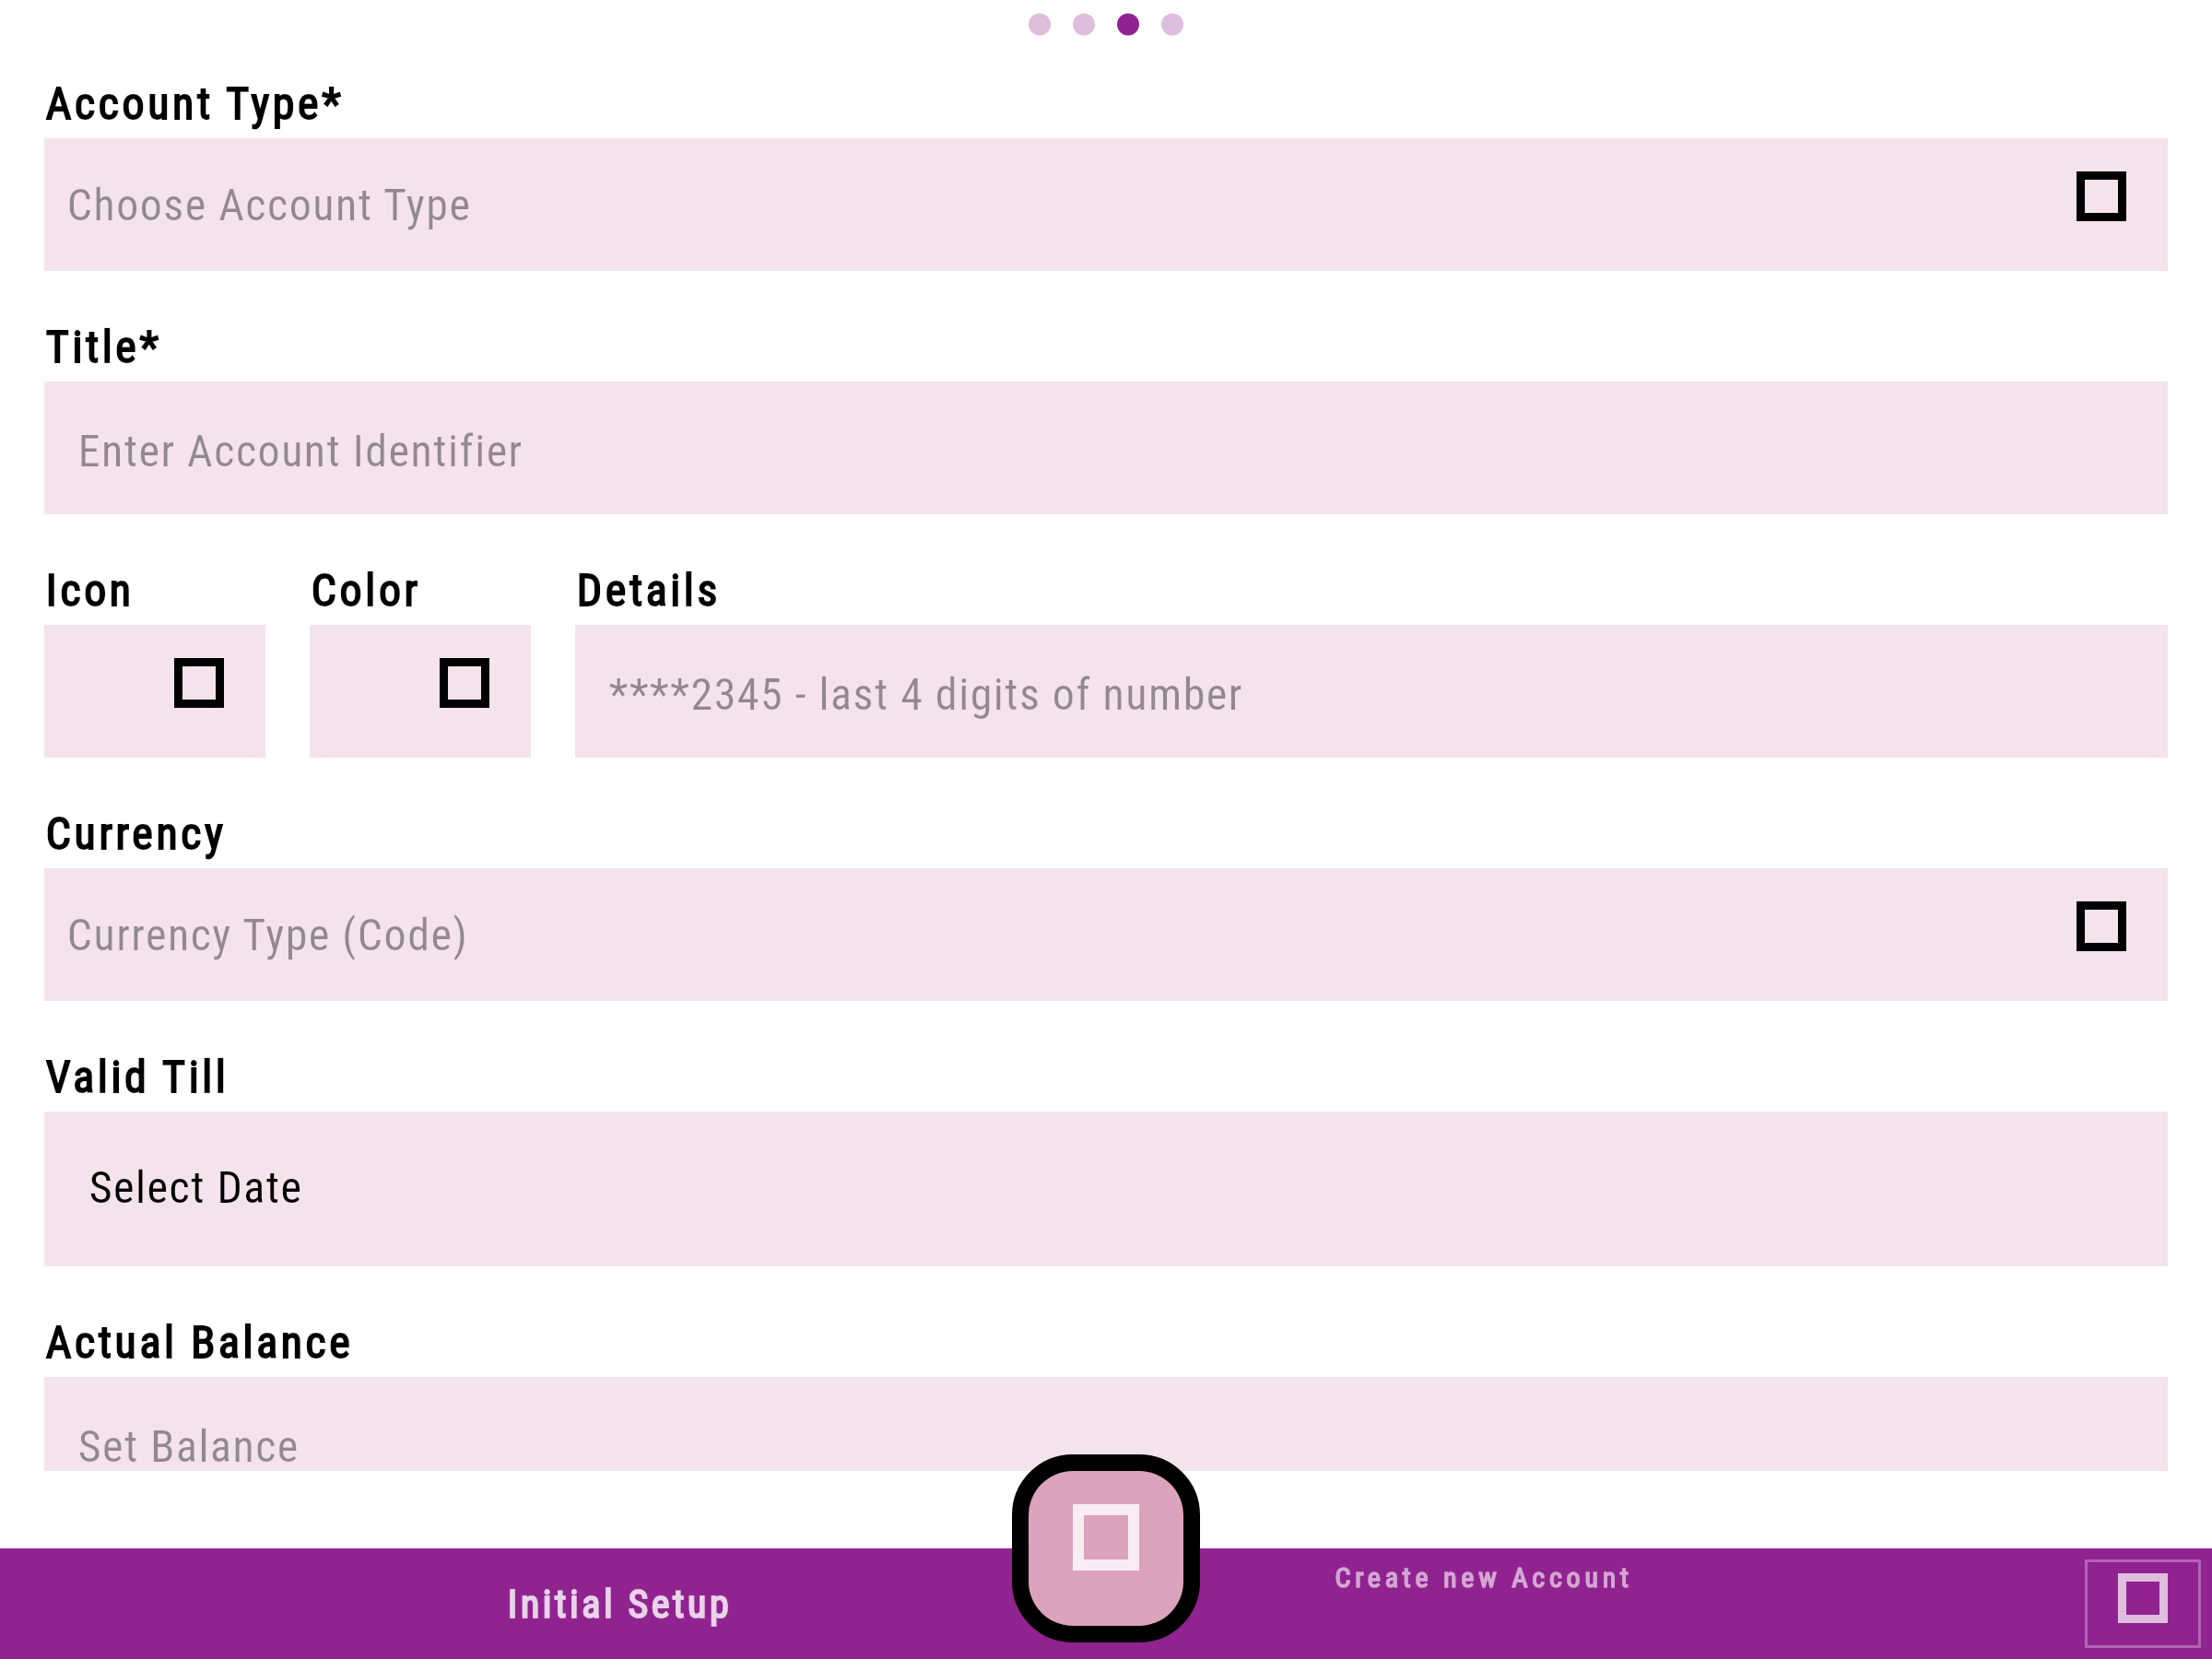 Account Type*
Choose Account Type
Title*
Enter Account Identifier
Icon Color Details
****2345 - last 4 digits of number
Currency
Currency Type (Code)
Valid Till
Select Date
Actual Balance
Set Balance
Initial Setup
Create new Account